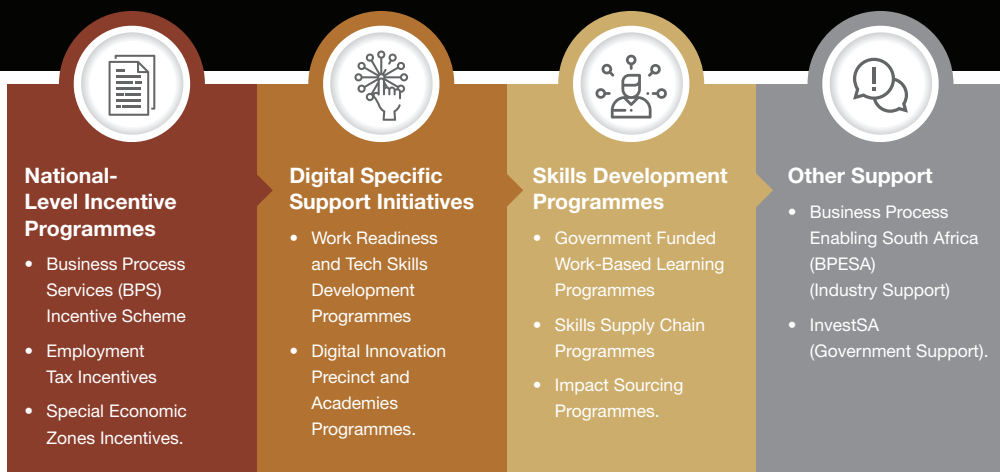 National-
Level Incentive
Programmes
• Business Process
Services (BPS)
Incentive Scheme
• Employment
Tax Incentives
• Special Economic
Zones Incentives.
Digital Specific
Support Initiatives
• Work Readiness
and Tech Skills
Development
Programmes
• Digital Innovation
Precinct and
Academies
Programmes.
Skills Development
Programmes
• Government Funded
Work-Based Learning
Programmes
• Skills Supply Chain
Programmes
• Impact Sourcing
Programmes.
Other Support
• Business Process
Enabling South Africa
(BPESA)
(Industry Support)
• InvestSA
(Government Support).